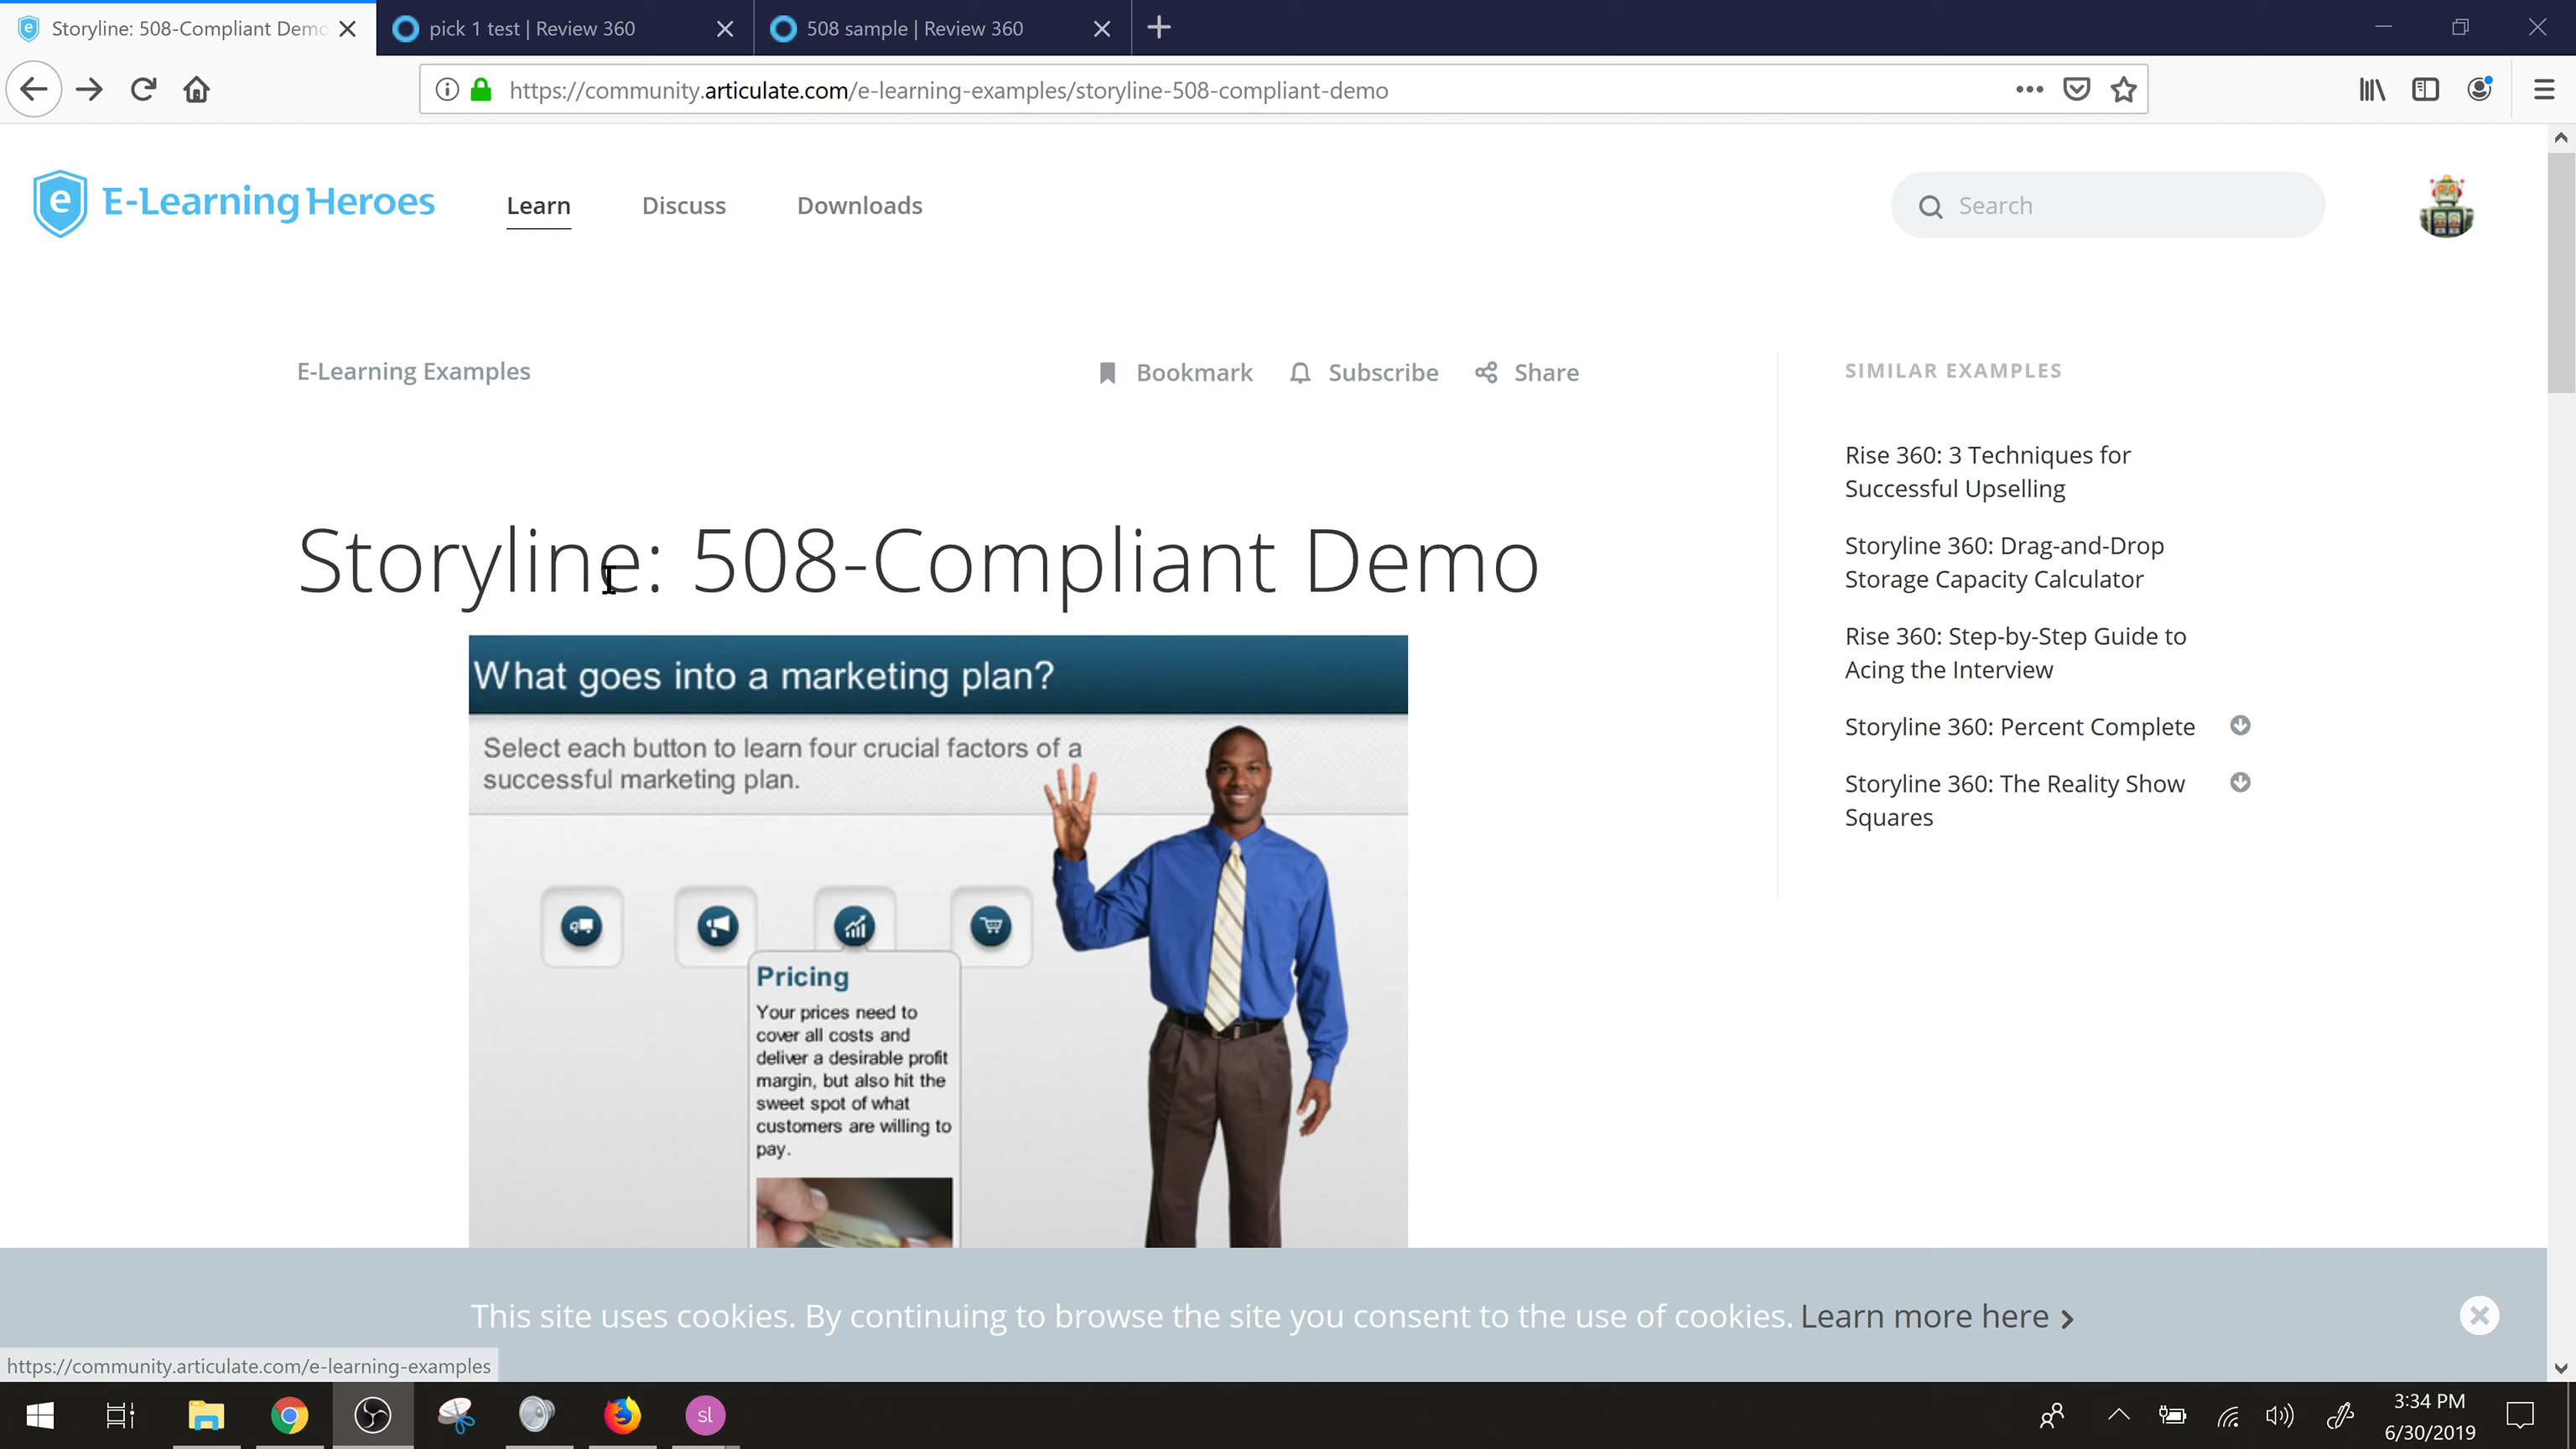 Storyline: 508-Compliant Demo
pick 1 test | Review 360
508 sample | Review 360
https://community.articulate.com/e-learning-examples/storyline-508-compliant-demo
e E-Learning Heroes
Learn
Discuss
Downloads
Search
E-Learning Examples
Bookmark
Subscribe
Share
Storyline: 508-Compliant Demo
What goes into a marketing plan?
Select each button to learn four crucial factors of a
successful marketing plan.
Pricing
Your prices need to
cover all costs and
deliver a desirable profit
margin, but also hit the
sweet spot of what
customers are willing to
pay.
SIMILAR EXAMPLES
Rise 360: 3 Techniques for
Successful Upselling
Storyline 360: Drag-and-Drop
Storage Capacity Calculator
Rise 360: Step-by-Step Guide to
Acing the Interview
Storyline 360: Percent Complete
Storyline 360: The Reality Show
Squares
This site uses cookies. By continuing to browse the site you consent to the use of cookies. Learn more here
https://community.articulate.com/e-learning-examples
sl
3:34 PM
6/30/2019